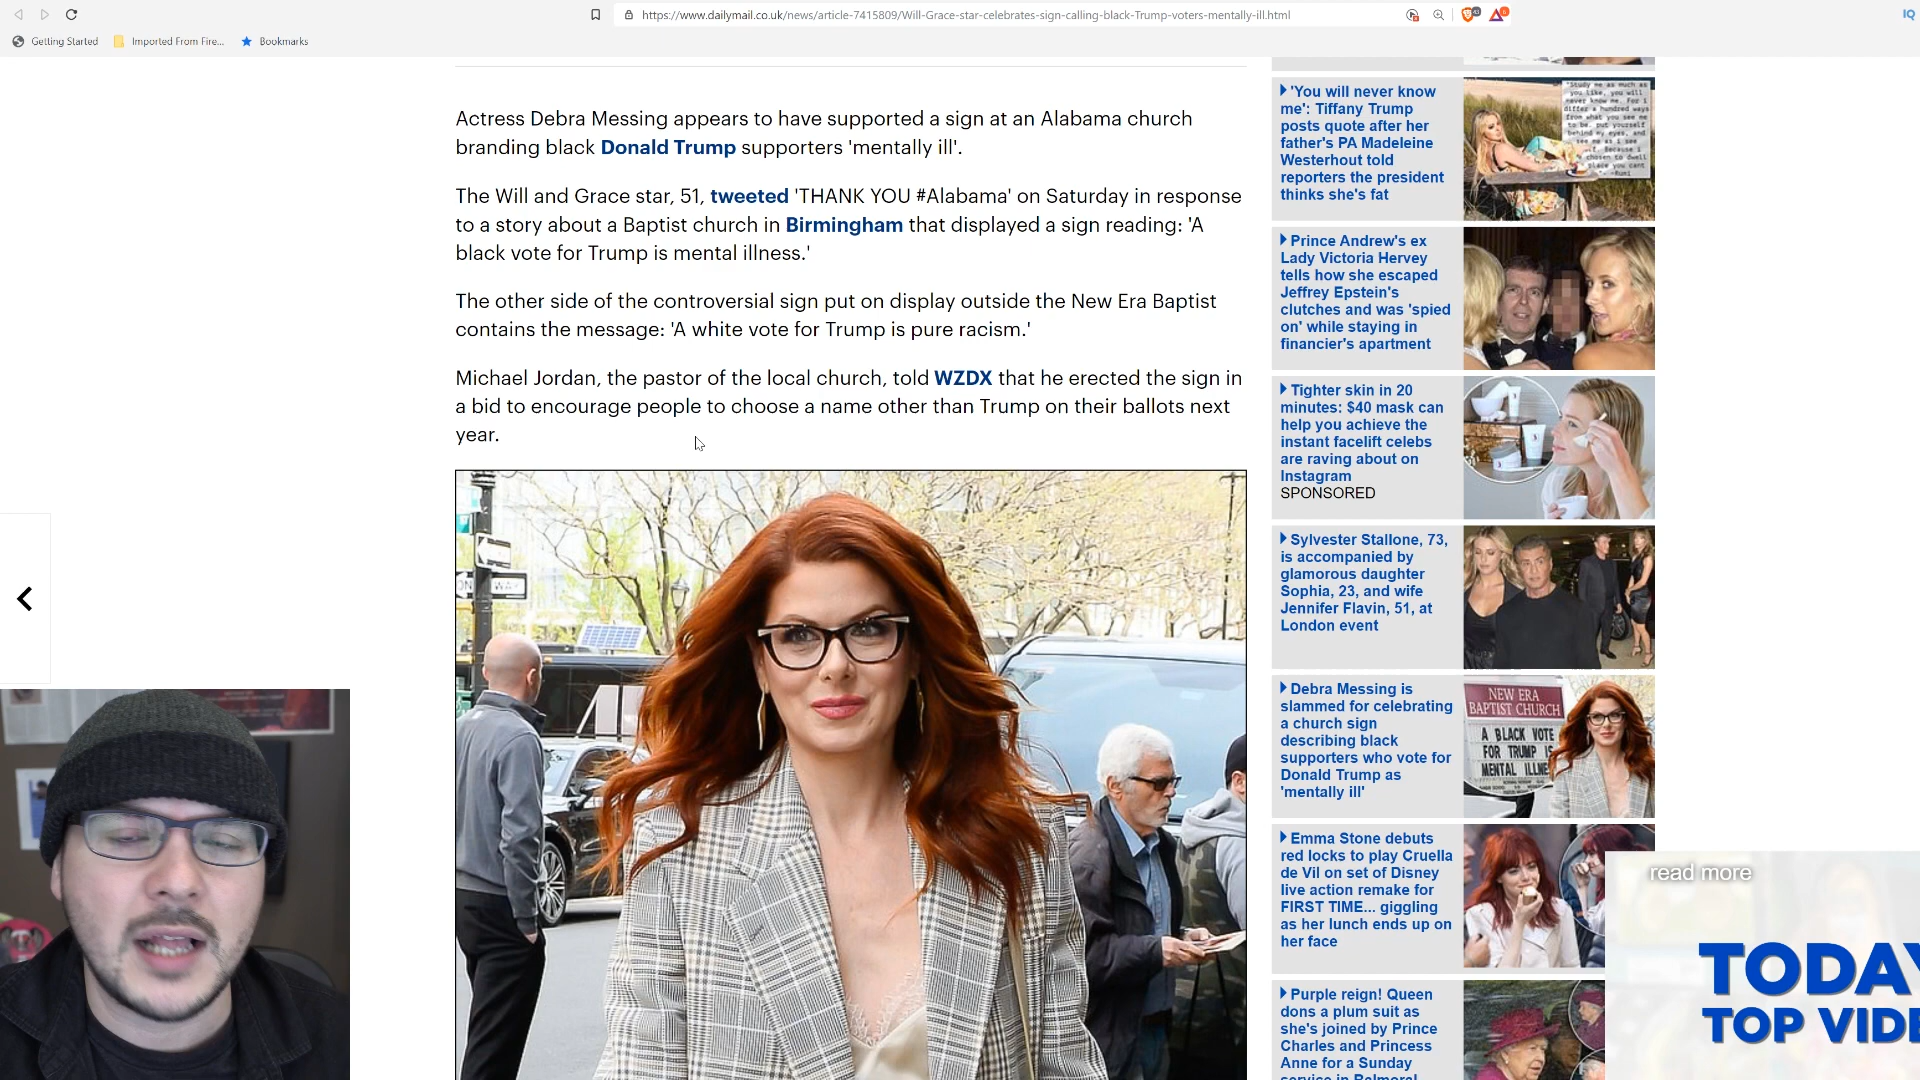 https://www.dailymail.co.uk/news/article-7415809/Will-Grace-star-celebrates-sign-calling-black-Trump-voters-mentally-ill.html
IQ
Getting Started
Imported From Fire...
Bookmarks
Actress Debra Messing appears to have supported a sign at an Alabama church
branding black Donald Trump supporters 'mentally ill'.
The Will and Grace star, 51, tweeted 'THANK YOU #Alabama' on Saturday in response
to a story about a Baptist church in Birmingham that displayed a sign reading: 'A
black vote for Trump is mental illness.'
The other side of the controversial sign put on display outside the New Era Baptist
contains the message: 'A white vote for Trump is pure racism.'
Michael Jordan, the pastor of the local church, told WZDX that he erected the sign in
a bid to encourage people to choose a name other than Trump on their ballots next
year.
'You will never know
me': Tiffany Trump
posts quote after her
father's PA Madeleine
Westerhout told
reporters the president
thinks she's fat
Prince Andrew's ex
Lady Victoria Hervey
tells how she escaped
Jeffrey Epstein's
clutches and was 'spied
on' while staying in
financier's apartment
Tighter skin in 20
minutes: $40 mask can
help you achieve the
instant facelift celebs
are raving about on
Instagram
SPONSORED
Sylvester Stallone, 73,
is accompanied by
glamorous daughter
Sophia, 23, and wife
Jennifer Flavin, 51, at
London event
Debra Messing is
slammed for celebrating
a church sign
describing black
supporters who vote for
Donald Trump as
'mentally ill'
NEW ERA
BAPTIST CHURCH
A BLACK VOTE
FOR TRUMP IS
MENTAL ILLNE
Emma Stone debuts
red locks to play Cruella
de Vil on set of Disney
live action remake for
FIRST TIME... giggling
as her lunch ends up on
her face
Purple reign! Queen
dons a plum suit as
she's joined by Prince
Charles and Princess
Anne for a Sunday
service in Balmoral
read more
TODAY
TOP VIDE